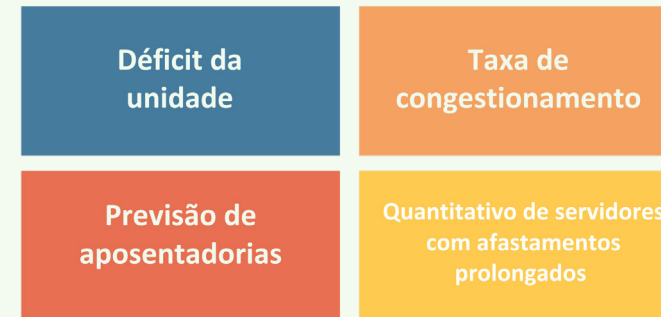 Déficit da
unidade
Taxa de
congestionamento
Previsão de
aposentadorias
Quantitativo de servidores
com afastamentos
prolongados